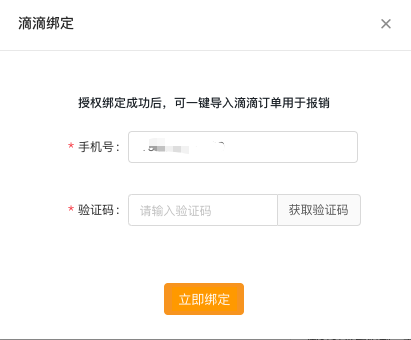 滴滴绑定
授权绑定成功后，可一键导入滴滴订单用于报销
* 手机号：
* 验证码： 请输入验证码 获取验证码
立即绑定